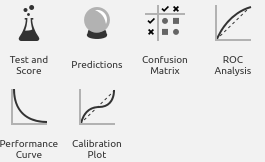 Test and
Score
Predictions
Confusion
Matrix
ROC
Analysis
Performance
Curve
Calibration
Plot